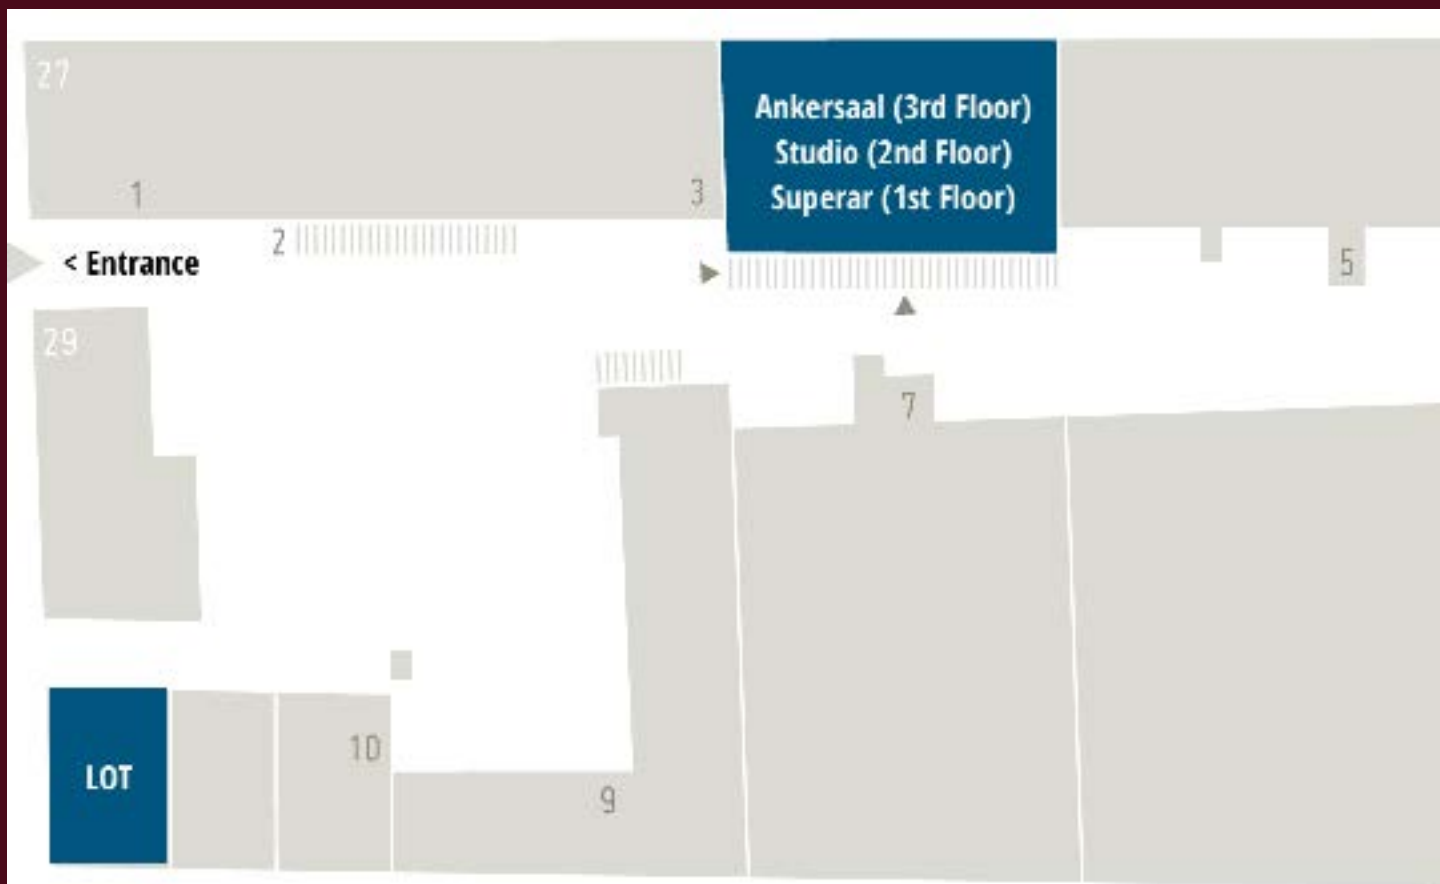 27
Ankersaal (3rd Floor)
Studio (2nd Floor)
Superar (1st Floor)
1
3
2
< Entrance
5
29
7
10
LOT
9